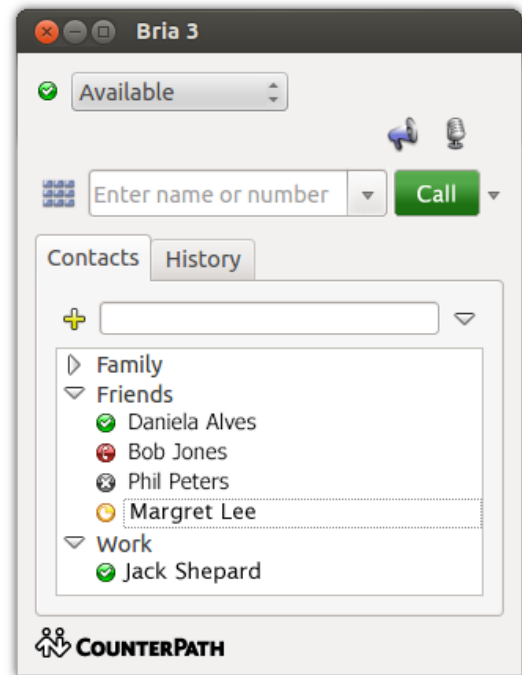 Bria 3
Available
Enter name or number
Call
Contacts
History
Family
Friends
Daniela Alves
Bob Jones
Phil Peters
Margret Lee
Work
Jack Shepard
COUNTERPATH